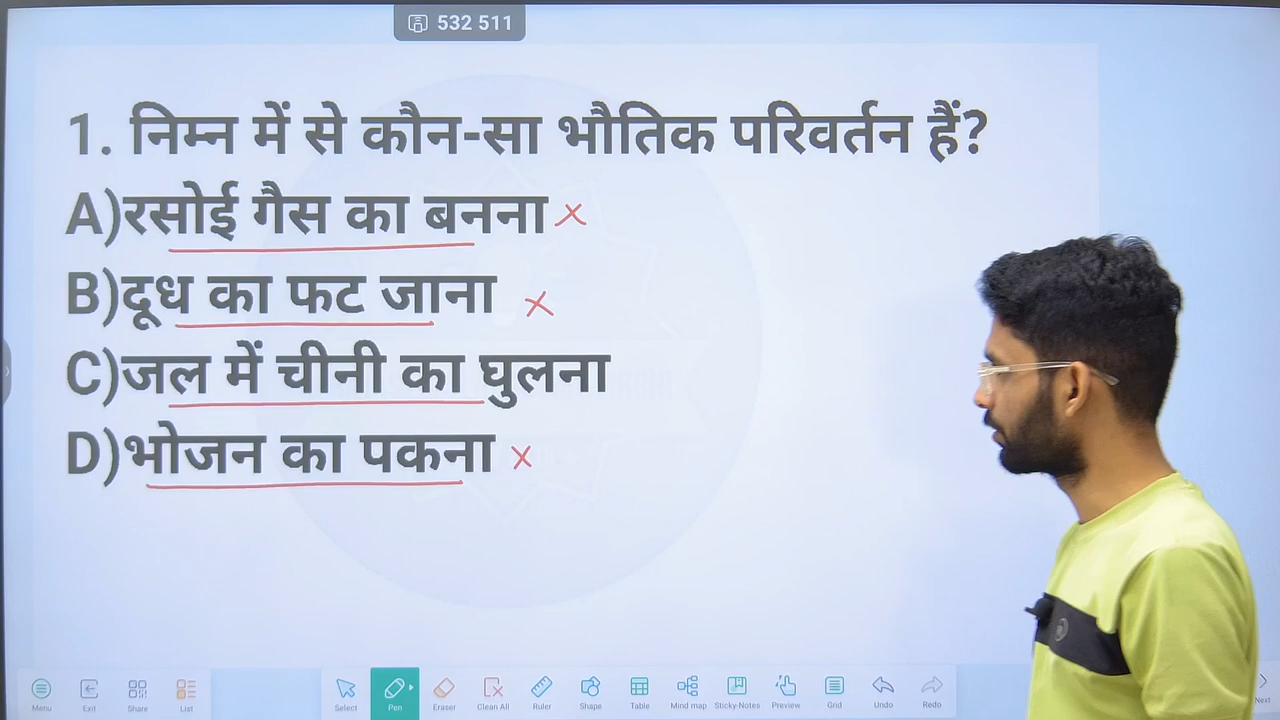 532 511
1. निम्न में से कौन-सा भौतिक परिवर्तन हैं?
A)रसोई गैस का बनना
B)दूध का फट जाना
C)जल में चीनी का घुलना
D)भोजन का पकना
Menu Exit Share List Select Pen Eraser Clean All Ruler Shape Table Mind map Sticky-Notes Preview Grid Undo Redo Next